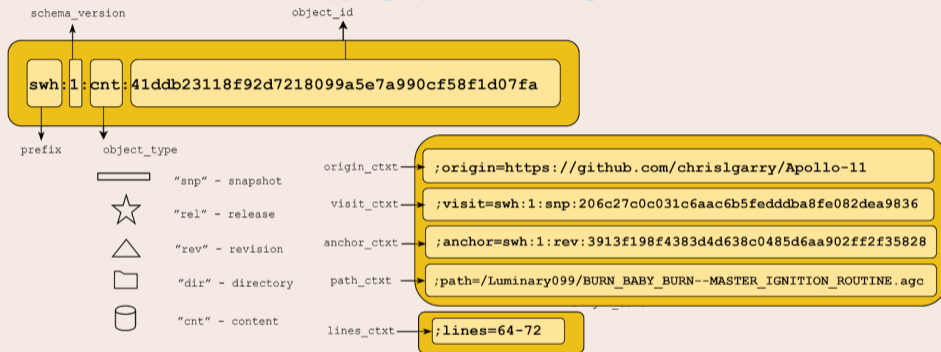 schema_version
object_id
swh:1:cnt:41ddb23118f92d7218099a5e7a990cf58f1d07fa
prefix
object_type
"snp" - snapshot
"rel" - release
"rev" - revision
"dir" - directory
"cnt" - content
origin_ctxt
;origin=https://github.com/chrislgarry/Apollo-11
visit_ctxt
;visit=swh:1:snp:206c27c0c031c6aac6b5fedddba8fe082dea9836
anchor_ctxt
;anchor=swh:1:rev:3913f198f4383d4d638c0485d6aa902ff2f35828
path_ctxt
;path=/Luminary099/BURN_BABY_BURN--MASTER_IGNITION_ROUTINE.agc
lines_ctxt
;lines=64-72